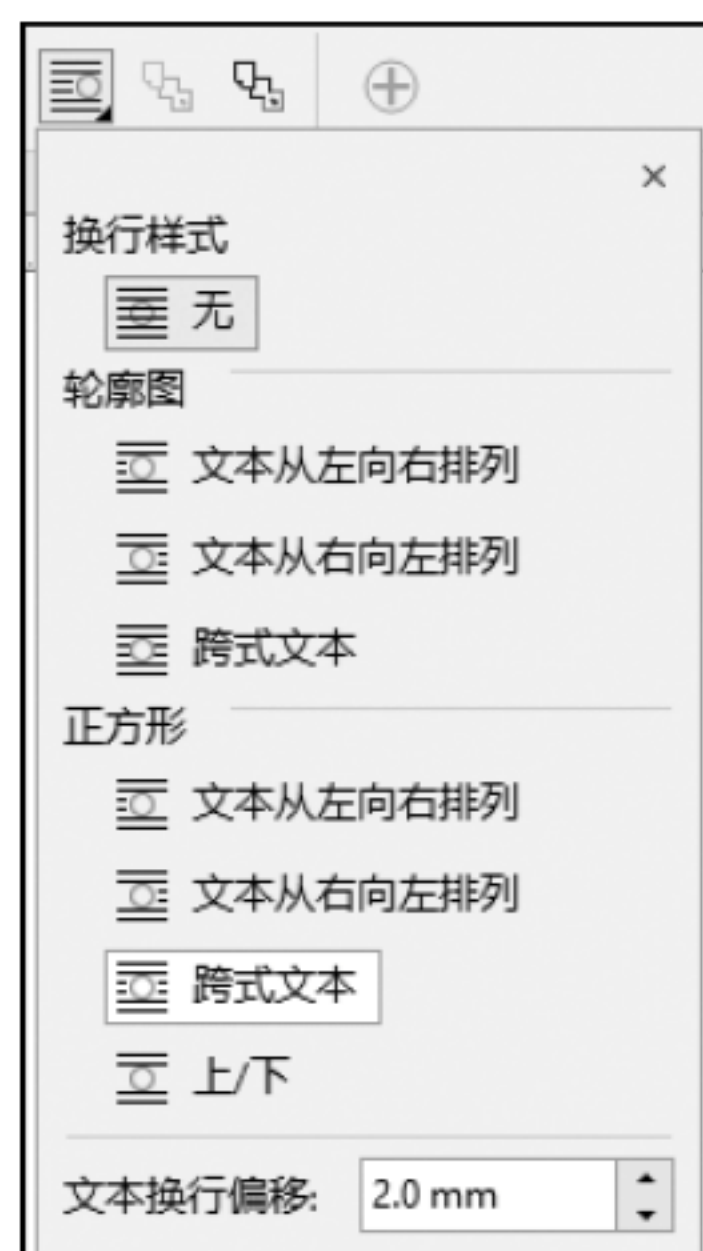 换行样式
无
轮廓图
文本从左向右排列
文本从右向左排列
跨式文本
正方形
文本从左向右排列
文本从右向左排列
跨式文本
上/下
文本换行偏移: 2.0 mm